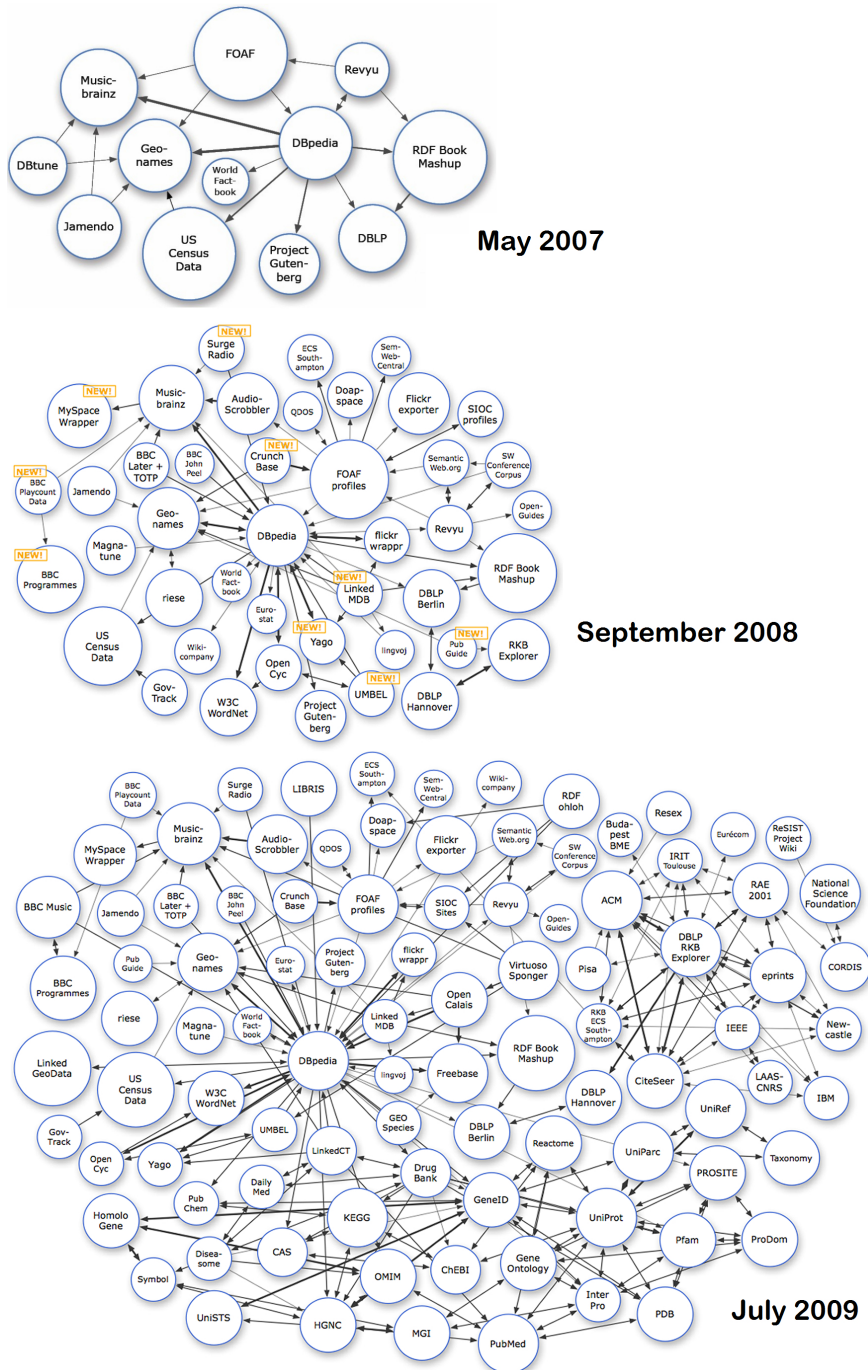 FOAF
Music-
brainz
Revyu
DBpedia
Geo-
names
RDF Book
Mashup
DBtune
World
Fact-
book
Jamendo
US
Census
Data
Project
Guten-
berg
DBLP
May 2007
NEW!
Surge
Radio
ECS
South-
ampton
Sem-
Web-
Central
NEW!
MySpace
Wrapper
Music-
brainz
Audio-
Scrobbler
QDOS
Doap-
space
Flickr
exporter
SIOC
profiles
NEW!
BBC
Playcount
Data
Jamendo
BBC
Later +
TOTP
BBC
John
Peel
NEW!
Crunch
Base
FOAF
profiles
Semantic
Web.org
SW
Conference
Corpus
Geo-
names
DBpedia
flickr
wrappr
Revyu
Open-
Guides
Magna-
tune
NEW!
BBC
Programmes
riese
World
Fact-
book
NEW!
Linked
MDB
DBLP
Berlin
RDF Book
Mashup
Euro-
stat
US
Census
Data
Wiki-
company
NEW!
Yago
lingvoj
NEW!
Pub
Guide
RKB
Explorer
Open
Cyc
Gov-
Track
W3C
WordNet
Project
Guten-
berg
NEW!
UMBEL
DBLP
Hannover
September 2008
BBC
Playcount
Data
Surge
Radio
LIBRIS
ECS
South-
ampton
Sem-
Web-
Central
Wiki-
company
RDF
ohloh
MySpace
Wrapper
Music-
brainz
Audio-
Scrobbler
QDOS
Doap-
space
Flickr
exporter
Semantic
Web.org
SW
Conference
Corpus
Buda-
pest
BME
Resex
IRIT
Toulouse
Eurécom
ReSIST
Project
Wiki
BBC Music
Jamendo
BBC
Later +
TOTP
BBC
John
Peel
Crunch
Base
FOAF
profiles
SIOC
Sites
Revyu
Open-
Guides
ACM
RAE
2001
National
Science
Foundation
BBC
Programmes
Pub
Guide
Geo-
names
Euro-
stat
Project
Guten-
berg
flickr
wrappr
Virtuoso
Sponger
Pisa
DBLP
RKB
Explorer
eprints
CORDIS
riese
Magna-
tune
World
Fact-
book
Linked
MDB
Open
Calais
RKB
ECS
South-
ampton
IEEE
New-
castle
Linked
GeoData
US
Census
Data
W3C
WordNet
DBpedia
lingvoj
Freebase
RDF Book
Mashup
DBLP
Hannover
CiteSeer
LAAS-
CNRS
IBM
Gov-
Track
Open
Cyc
Yago
UMBEL
LinkedCT
GEO
Species
DBLP
Berlin
Reactome
UniParc
UniRef
Taxonomy
Homolo
Gene
Pub
Chem
Daily
Med
KEGG
Drug
Bank
GeneID
UniProt
PROSITE
Symbol
Disea-
some
CAS
OMIM
ChEBI
Gene
Ontology
Pfam
ProDom
UniSTS
HGNC
MGI
PubMed
Inter
Pro
PDB
July 2009